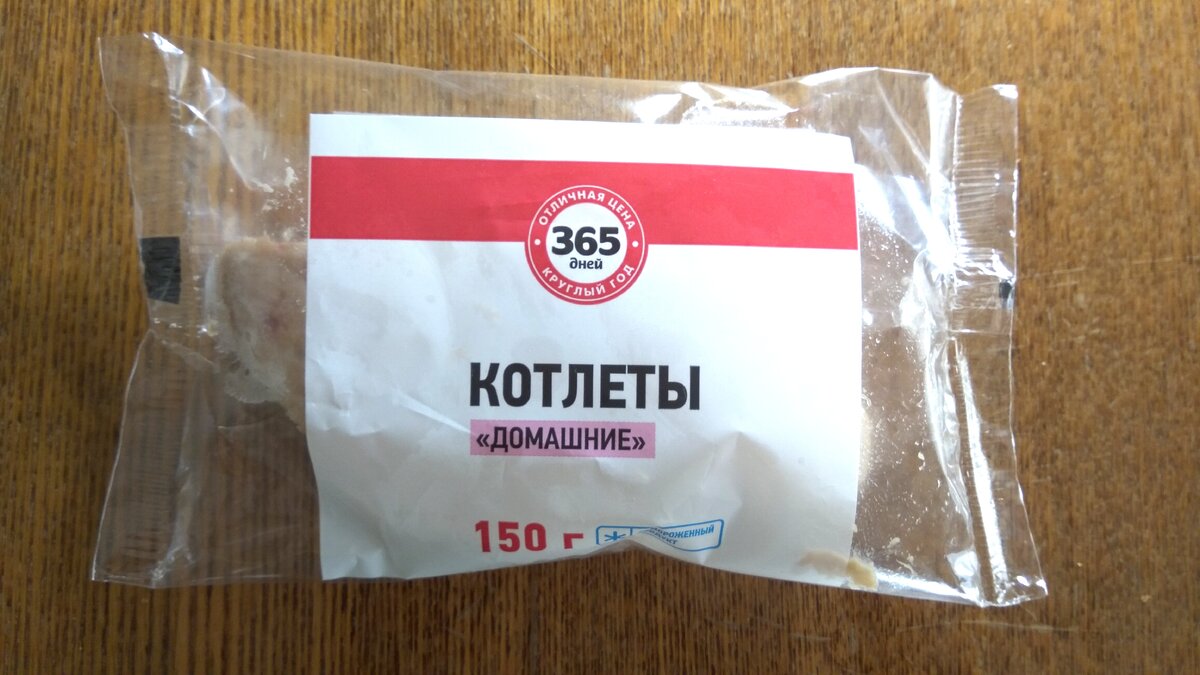 ОТЛИЧНАЯ ЦЕНА
365
дней
КРУГЛЫЙ ГОД
КОТЛЕТЫ
«ДОМАШНИЕ»
150 г